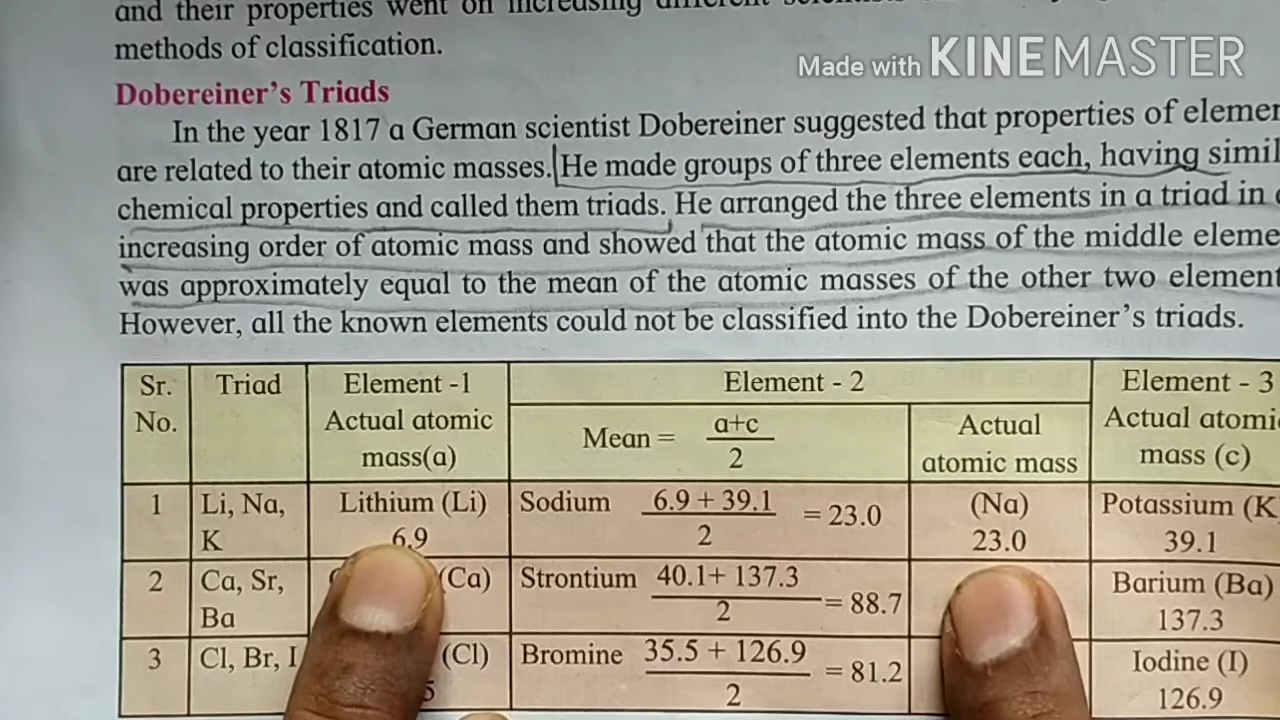 and their properties went on increasing different
methods of classification.
Made with KINEMASTER
Dobereiner's Triads
In the year 1817 a German scientist Dobereiner suggested that properties of elemen
are related to their atomic masses. He made groups of three elements each, having simil
chemical properties and called them triads. He arranged the three elements in a triad in
increasing order of atomic mass and showed that the atomic mass of the middle eleme
was approximately equal to the mean of the atomic masses of the other two element
However, all the known elements could not be classified into the Dobereiner's triads.
Sr. No. Triad Element -1 Actual atomic mass(a) Element - 2 Element - 3 Actual atomi mass (c)
Mean = a+c / 2 Actual atomic mass
1 Li, Na, K Lithium (Li) 6.9 Sodium 6.9 + 39.1 / 2 = 23.0 (Na) 23.0 Potassium (K 39.1
2 Ca, Sr, Ba (Ca) Strontium 40.1+ 137.3 / 2 = 88.7 Barium (Ba) 137.3
3 Cl, Br, I (Cl) 5 Bromine 35.5 + 126.9 / 2 = 81.2 Iodine (I) 126.9